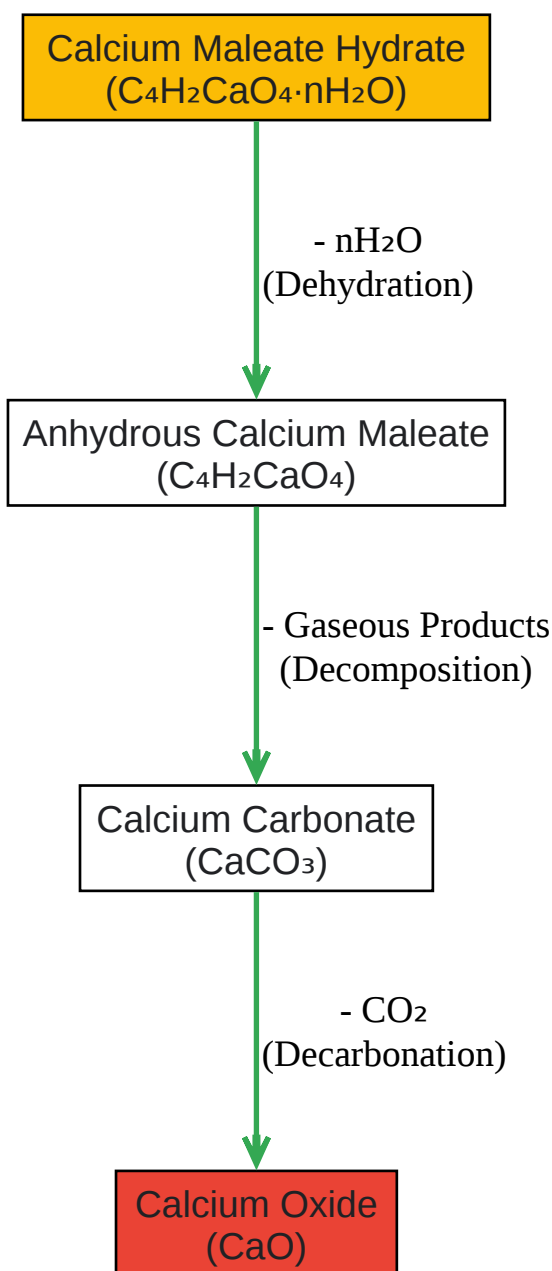 Calcium Maleate Hydrate
(C₄H₂CaO₄·nH₂O)
- nH₂O
(Dehydration)
Anhydrous Calcium Maleate
(C₄H₂CaO₄)
- Gaseous Products
(Decomposition)
Calcium Carbonate
(CaCO₃)
- CO₂
(Decarbonation)
Calcium Oxide
(CaO)